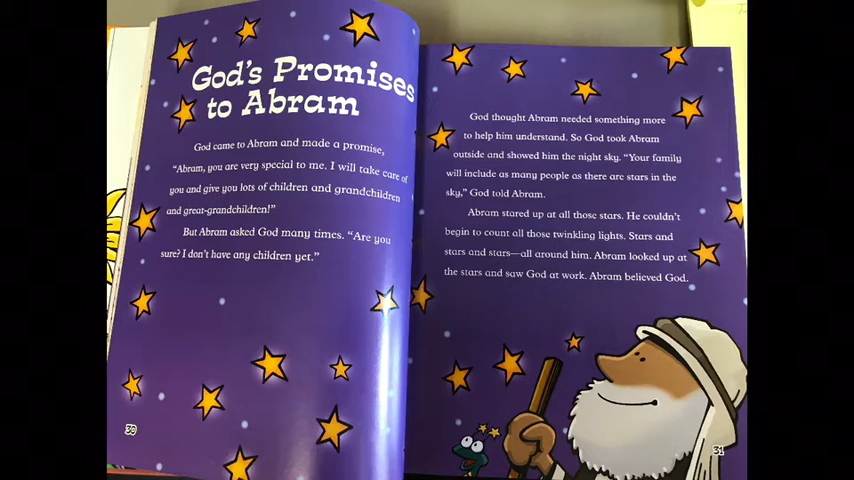 God's Promises
to Abram
God came to Abram and made a promise,
"Abram, you are very special to me. I will take care of
you and give you lots of children and grandchildren
and great-grandchildren!"
But Abram asked God many times. "Are you
sure? I don't have any children yet."
30
God thought Abram needed something more
to help him understand. So God took Abram
outside and showed him the night sky. "Your family
will include as many people as there are stars in the
sky," God told Abram.
Abram stared up at all those stars. He couldn't
begin to count all those twinkling lights. Stars and
stars and stars—all around him. Abram looked up at
the stars and saw God at work. Abram believed God.
31